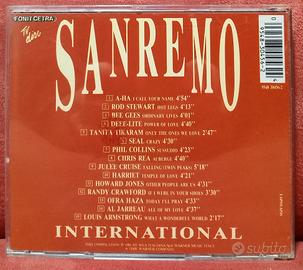 FONIT CETRA
Tv disc
SANREMO
A-HA I CALL YOUR NAME 4'54"
ROD STEWART HOT LEGS 4'13"
BEE GEES ORDINARY LIVES 4'01"
DEEE-LITE POWER OF LOVE 4'40"
TANITA TIKARAM ONLY THE ONES WE LOVE 2'47"
SEAL CRAZY 4'30"
PHIL COLLINS SUSSUDIO 4'23"
CHRIS REA AUBERGE 4'40"
JULEE CRUISE FALLING (TWIN PEAKS) 5'18"
HARRIET TEMPLE OF LOVE 4'21"
HOWARD JONES OTHER PEOPLE ARE 4'31"
RANDY CRAWFORD IF I WERE IN YOUR SHOES 3'30"
OFRA HAZA TODAY I'LL PRAY 4'33"
AL JARREAU ALL OF MY LOVE 4'37"
LOUIS ARMSTRONG WHAT A WONDERFUL WORLD 2'17"
INTERNATIONAL
subito